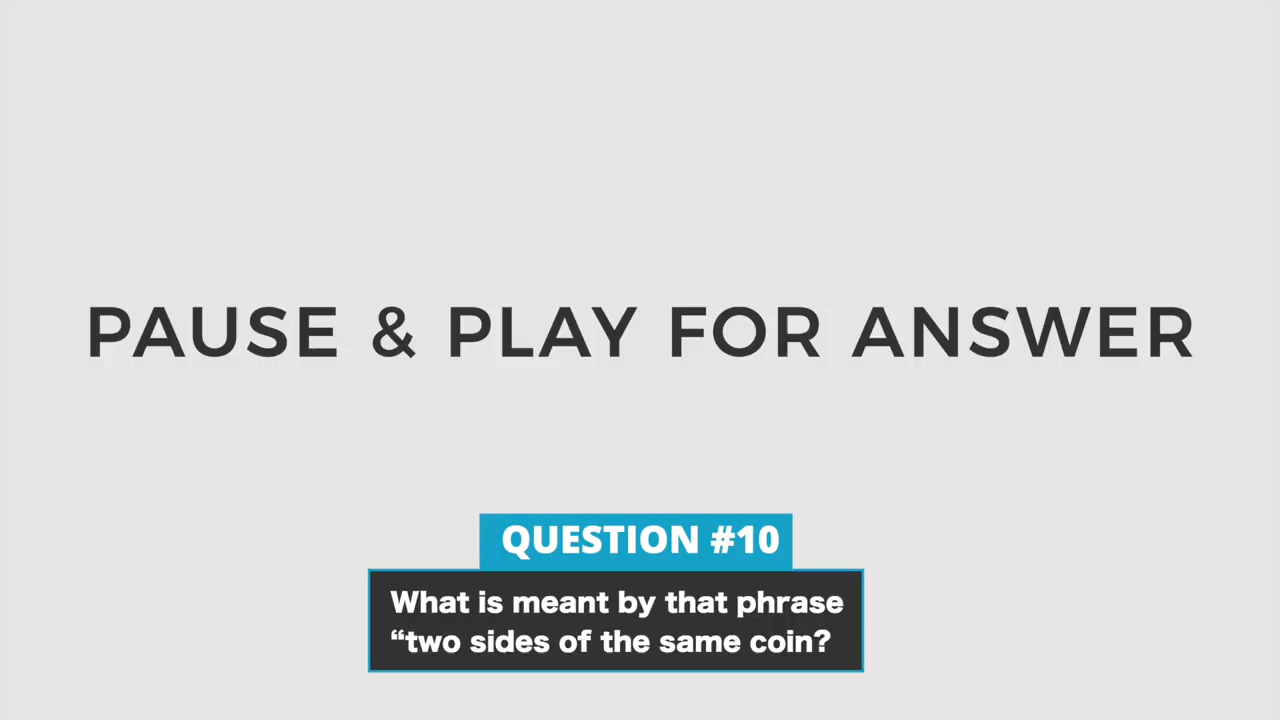 PAUSE & PLAY FOR ANSWER
QUESTION #10
What is meant by that phrase
“two sides of the same coin?